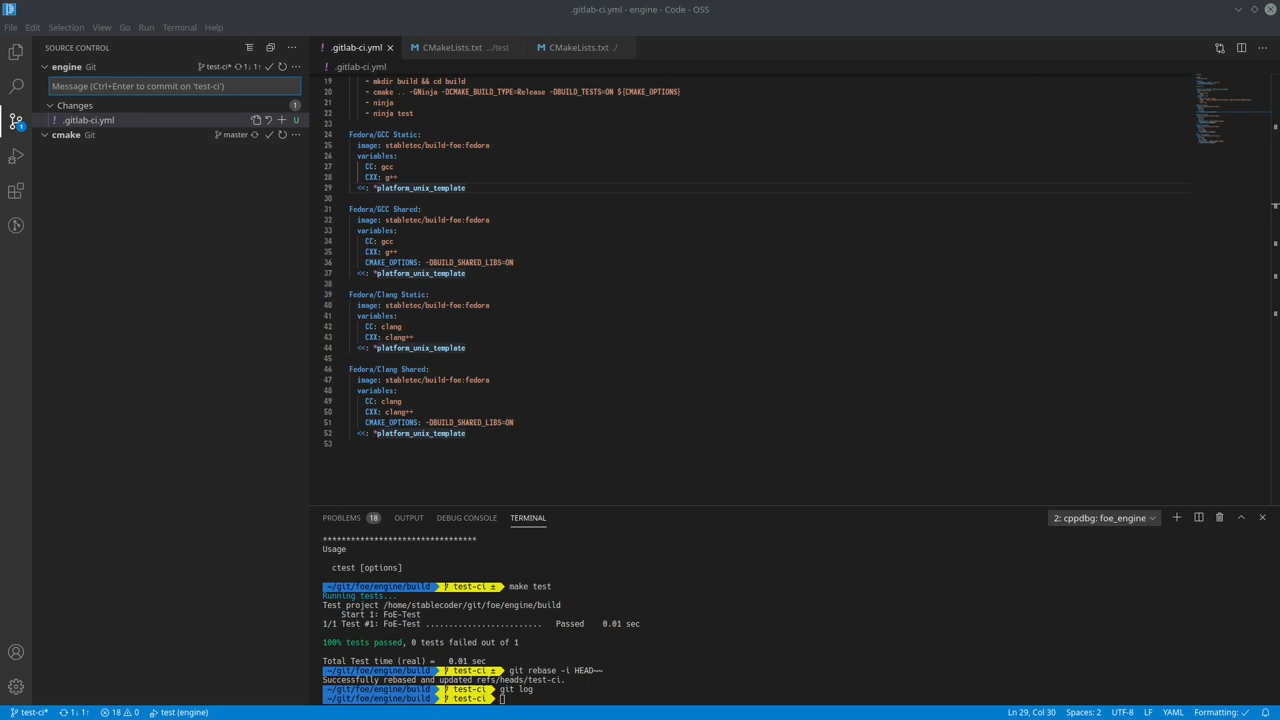 .gitlab-ci.yml - engine - Code - OSS
File Edit Selection View Go Run Terminal Help
SOURCE CONTROL
engine Git
test-ci* 1↓ 1↑
Message (Ctrl+Enter to commit on 'test-ci')
Changes 1
! .gitlab-ci.yml U
cmake Git
master
! .gitlab-ci.yml
M CMakeLists.txt .../test
M CMakeLists.txt ./
! .gitlab-ci.yml
19 - mkdir build && cd build
20 - cmake .. -GNinja -DCMAKE_BUILD_TYPE=Release -DBUILD_TESTS=ON ${CMAKE_OPTIONS}
21 - ninja
22 - ninja test
23
24 Fedora/GCC Static:
25 image: stabletec/build-foe:fedora
26 variables:
27 CC: gcc
28 CXX: g++
29 <<: *platform_unix_template
30
31 Fedora/GCC Shared:
32 image: stabletec/build-foe:fedora
33 variables:
34 CC: gcc
35 CXX: g++
36 CMAKE_OPTIONS: -DBUILD_SHARED_LIBS=ON
37 <<: *platform_unix_template
38
39 Fedora/Clang Static:
40 image: stabletec/build-foe:fedora
41 variables:
42 CC: clang
43 CXX: clang++
44 <<: *platform_unix_template
45
46 Fedora/Clang Shared:
47 image: stabletec/build-foe:fedora
48 variables:
49 CC: clang
50 CXX: clang++
51 CMAKE_OPTIONS: -DBUILD_SHARED_LIBS=ON
52 <<: *platform_unix_template
53
PROBLEMS 18 OUTPUT DEBUG CONSOLE TERMINAL
2: cppdbg: foe_engine
*********************************
Usage
ctest [options]
~/git/foe/engine/build test-ci ± make test
Running tests...
Test project /home/stablecoder/git/foe/engine/build
Start 1: FoE-Test
1/1 Test #1: FoE-Test ......................... Passed 0.01 sec
100% tests passed, 0 tests failed out of 1
Total Test time (real) = 0.01 sec
~/git/foe/engine/build test-ci ± git rebase -i HEAD~~
Successfully rebased and updated refs/heads/test-ci.
~/git/foe/engine/build test-ci git log
~/git/foe/engine/build test-ci
test-ci* 1↓ 1↑ 18 0 test (engine)
Ln 29, Col 30 Spaces: 2 UTF-8 LF YAML Formatting: ✓